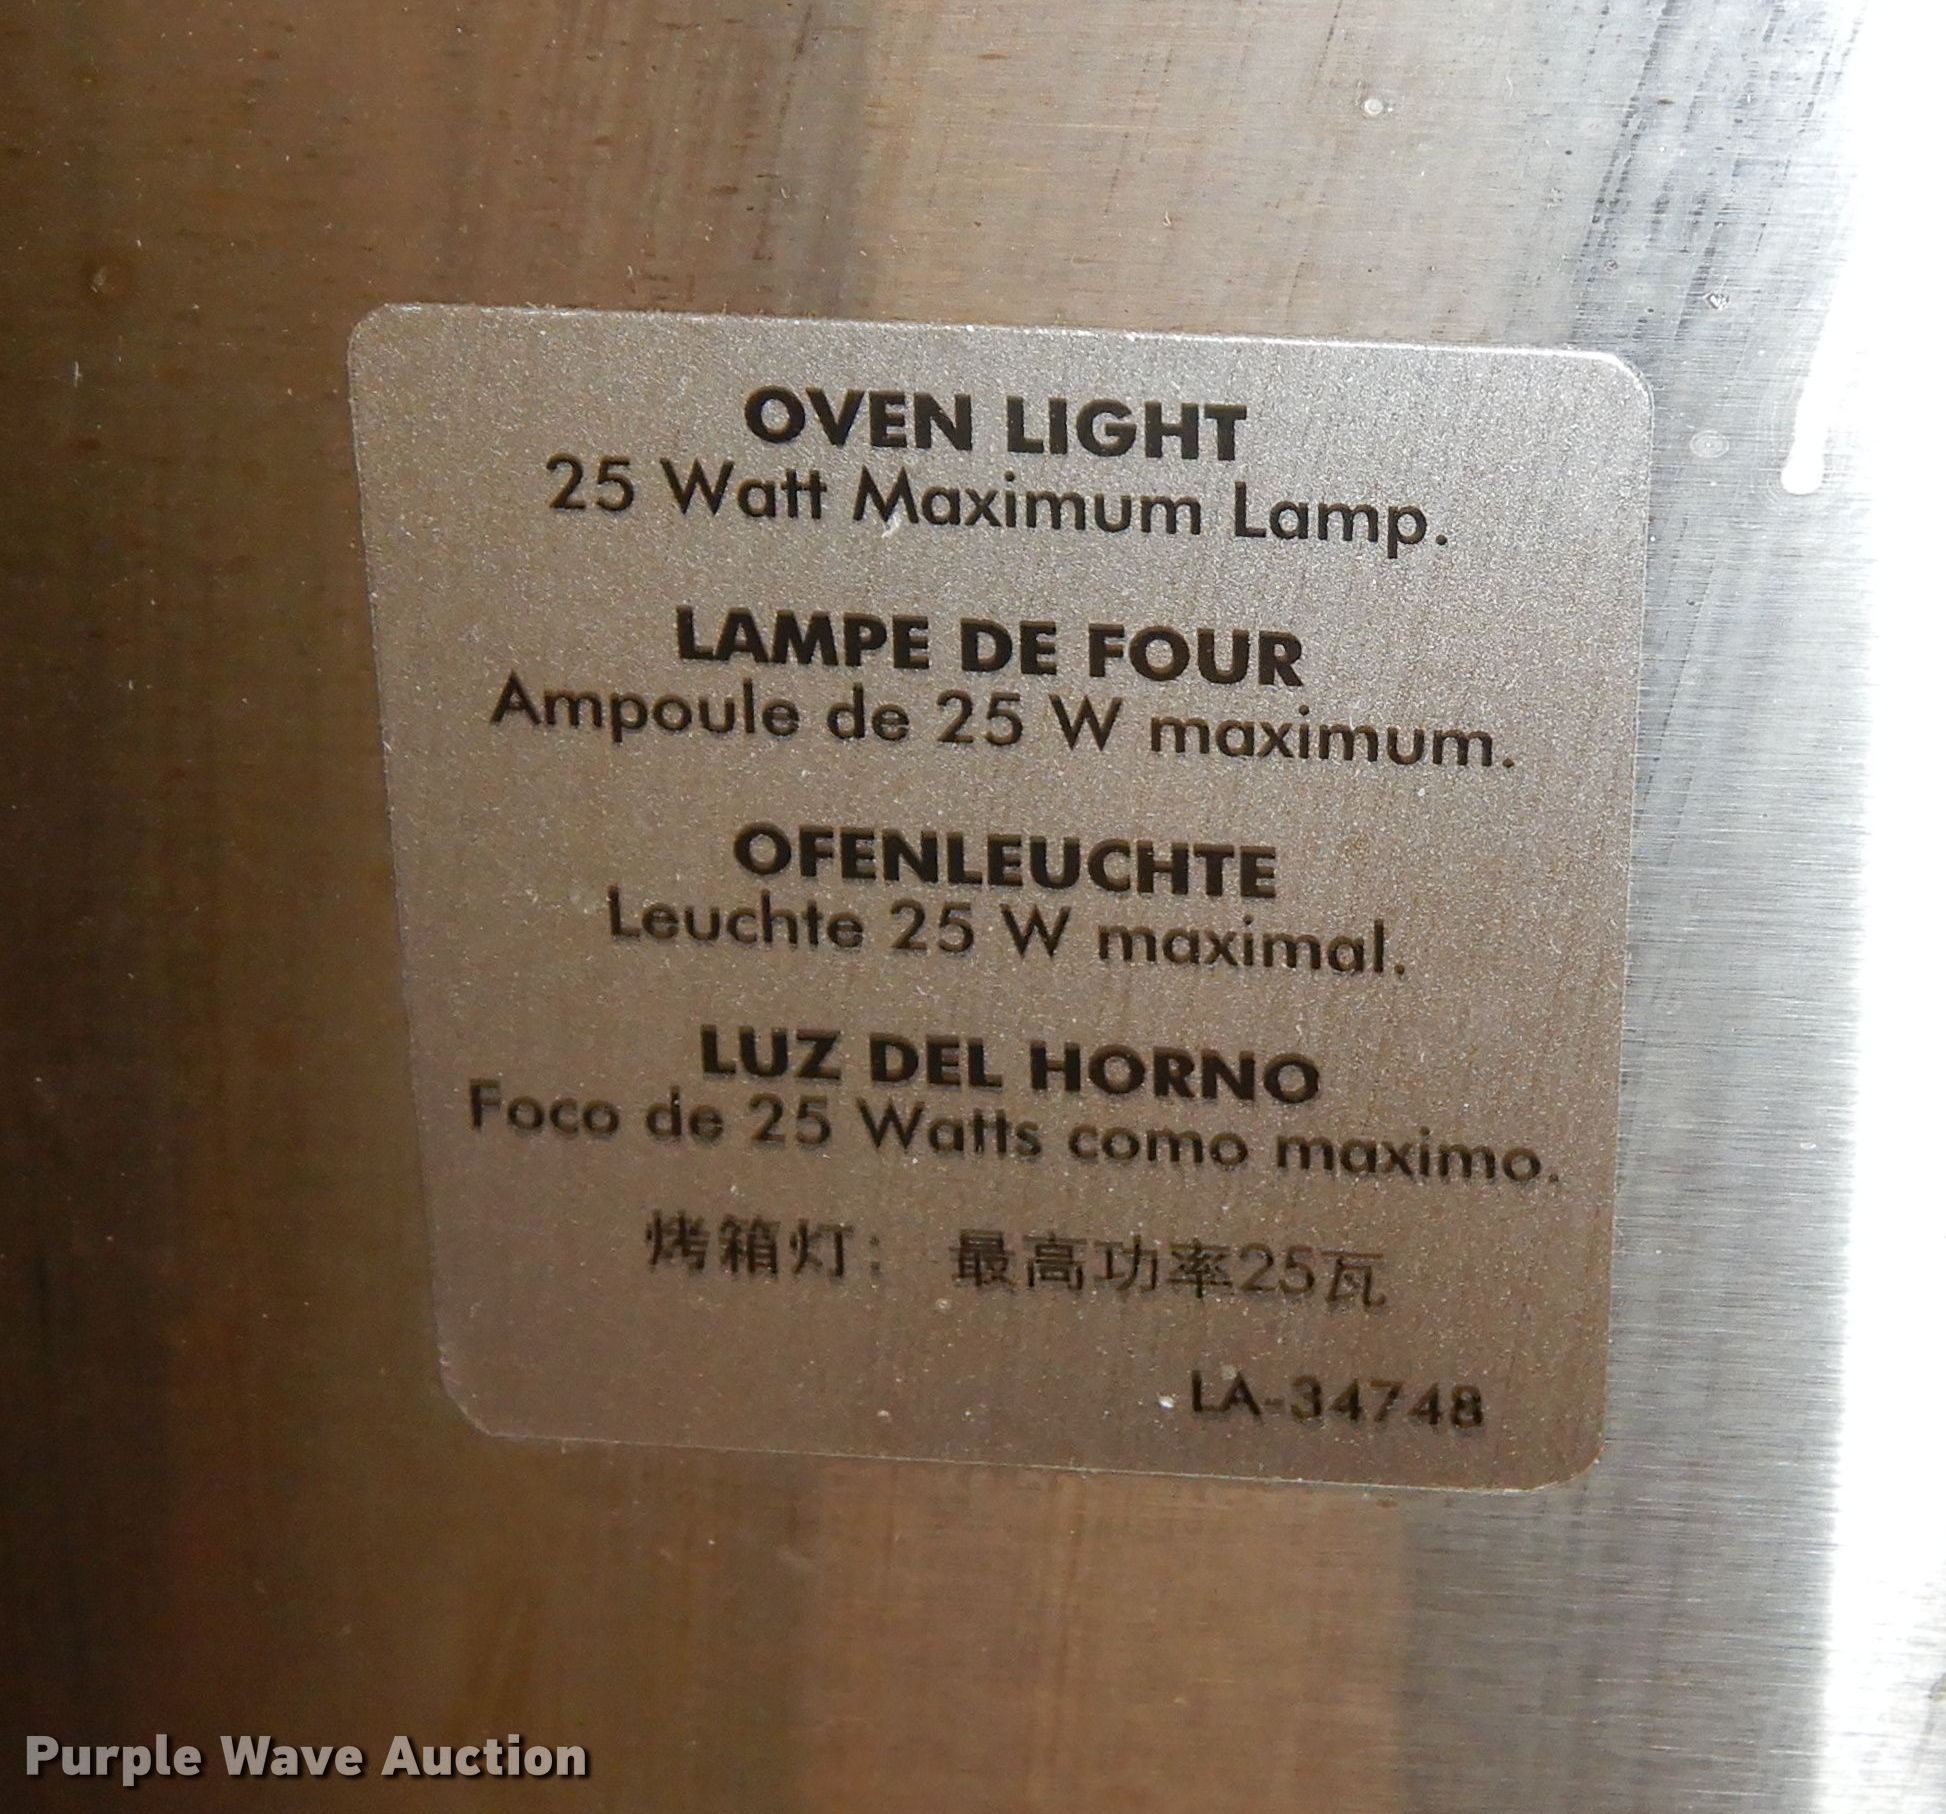 OVEN LIGHT
25 Watt Maximum Lamp.
LAMPE DE FOUR
Ampoule de 25 W maximum.
OFENLEUCHTE
Leuchte 25 W maximal.
LUZ DEL HORNO
Foco de 25 Watts como maximo.
烤箱灯： 最高功率25瓦
LA-34748
Purple Wave Auction